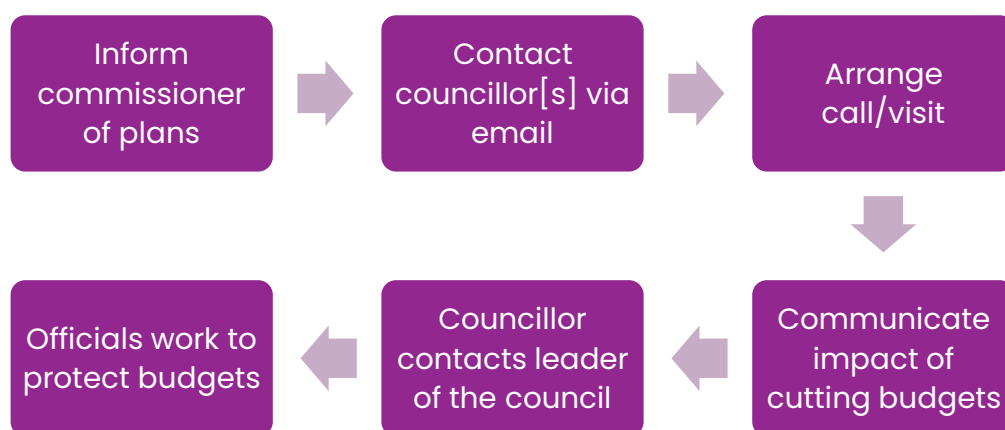 Inform
commissioner
of plans
Contact
councillor[s] via
email
Arrange
call/visit
Communicate
impact of
cutting budgets
Councillor
contacts leader
of the council
Officials work to
protect budgets